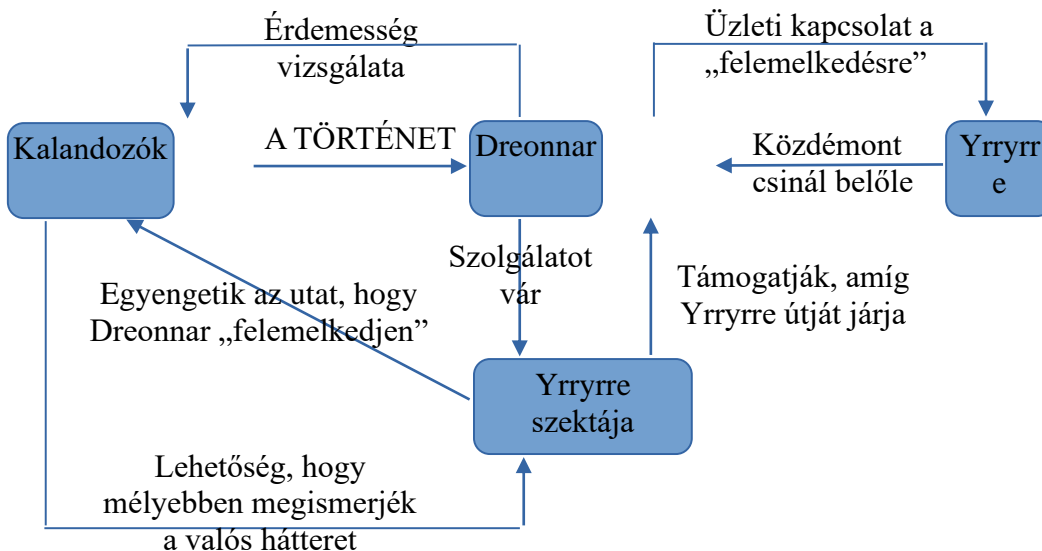 Érdemesség
vizsgálata
Üzleti kapcsolat a
„felemelkedésre”
Kalandozók
A TÖRTÉNET
Dreonnar
Közdémont
csinál belőle
Yrryrr
e
Szolgálatot
vár
Egyengetik az utat, hogy
Dreonnar „felemelkedjen”
Támogatják, amíg
Yrryrre útját járja
Yrryrre
szektája
Lehetőség, hogy
mélyebben megismerjék
a valós hátteret